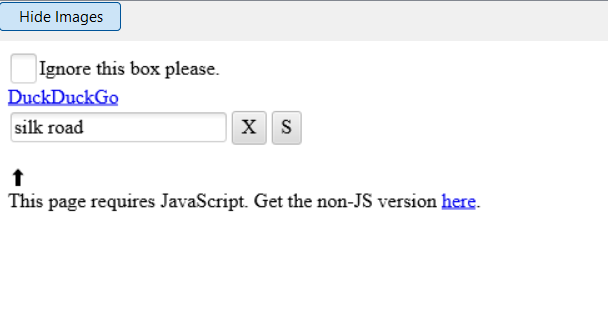 Hide Images
Ignore this box please.
DuckDuckGo
silk road X S
This page requires JavaScript. Get the non-JS version here.